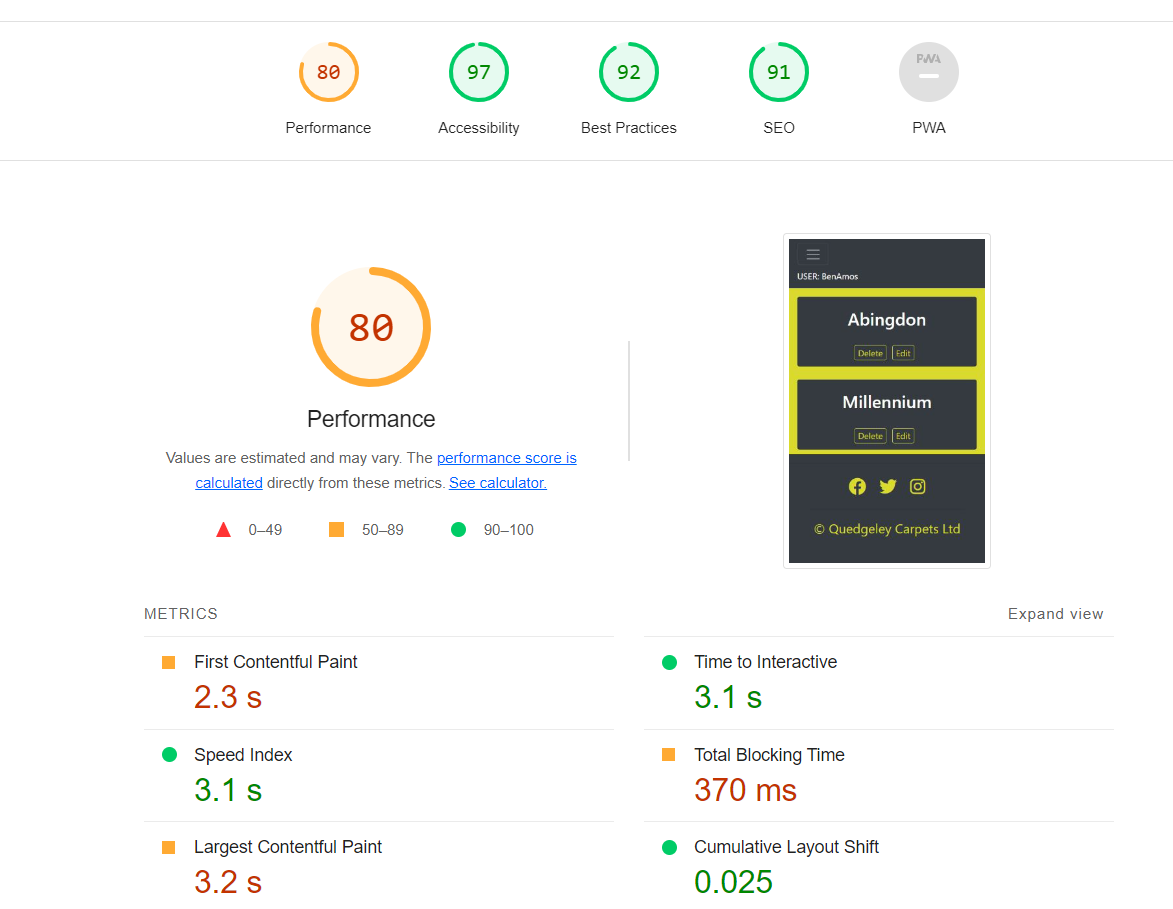 80
97
92
91
PWA
Performance
Accessibility
Best Practices
SEO
PWA
80
Performance
Values are estimated and may vary. The performance score is
calculated directly from these metrics. See calculator.
0–49
50–89
90–100
USER: BenAmos
Abingdon
Delete
Edit
Millennium
Delete
Edit
© Quedgeley Carpets Ltd
METRICS
Expand view
First Contentful Paint
2.3 s
Time to Interactive
3.1 s
Speed Index
3.1 s
Total Blocking Time
370 ms
Largest Contentful Paint
3.2 s
Cumulative Layout Shift
0.025